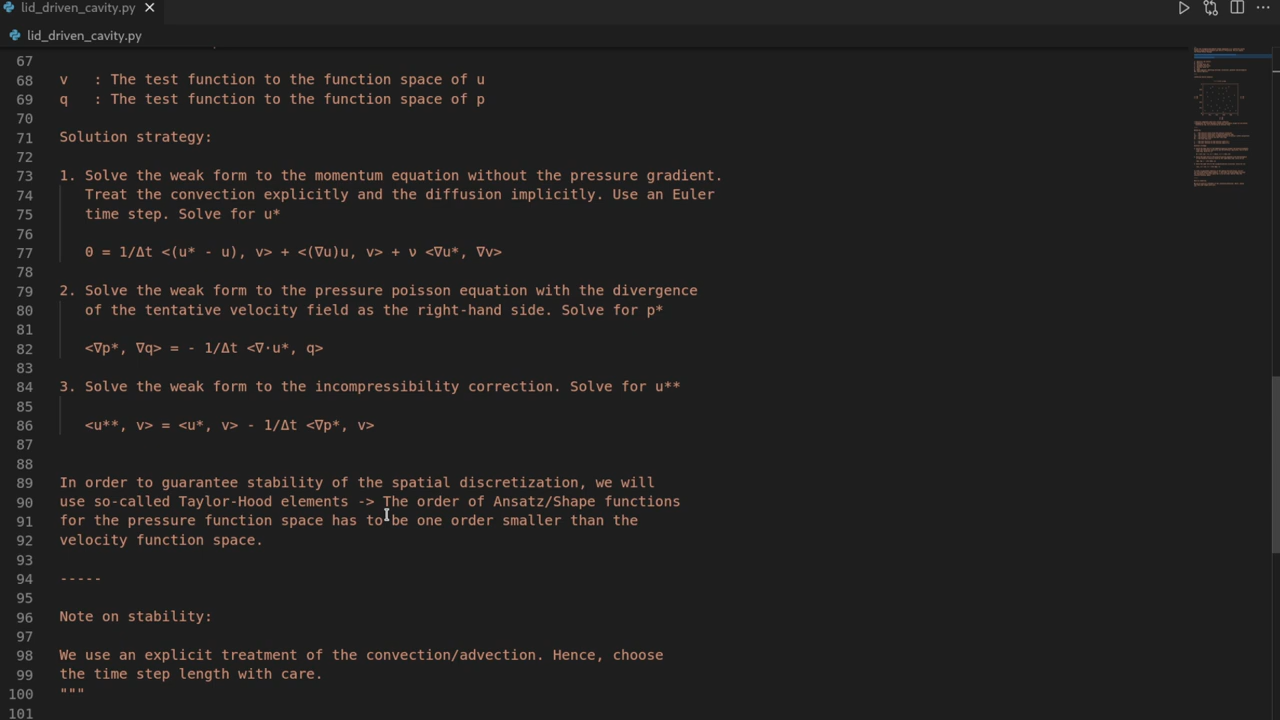 lid_driven_cavity.py
lid_driven_cavity.py
67
68 v : The test function to the function space of u
69 q : The test function to the function space of p
70
71 Solution strategy:
72
73 1. Solve the weak form to the momentum equation without the pressure gradient.
74 Treat the convection explicitly and the diffusion implicitly. Use an Euler
75 time step. Solve for u*
76
77 0 = 1/Δt <(u* - u), v> + <(∇u)u, v> + ν <∇u*, ∇v>
78
79 2. Solve the weak form to the pressure poisson equation with the divergence
80 of the tentative velocity field as the right-hand side. Solve for p*
81
82 <∇p*, ∇q> = - 1/Δt <∇·u*, q>
83
84 3. Solve the weak form to the incompressibility correction. Solve for u**
85
86 <u**, v> = <u*, v> - 1/Δt <∇p*, v>
87
88
89 In order to guarantee stability of the spatial discretization, we will
90 use so-called Taylor-Hood elements -> The order of Ansatz/Shape functions
91 for the pressure function space has to be one order smaller than the
92 velocity function space.
93
94 -----
95
96 Note on stability:
97
98 We use an explicit treatment of the convection/advection. Hence, choose
99 the time step length with care.
100 """
101